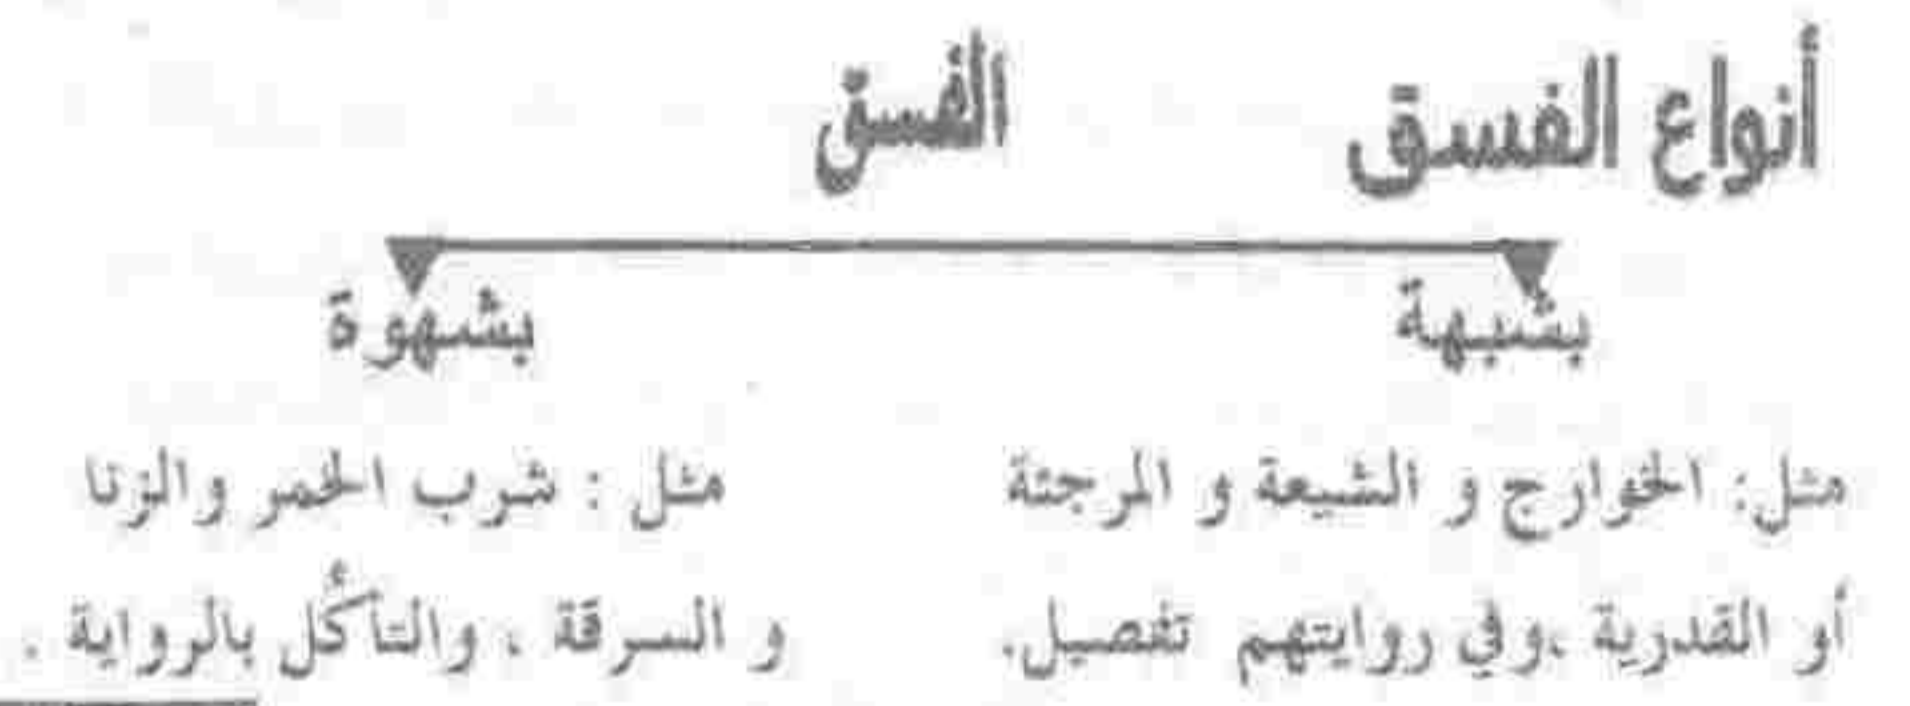 أنواع الفسق
الفسق
بشبهة
بشهوة
مثل: الخوارج و الشيعة و المرجئة
أو القدرية ،وفي روايتهم تفصيل.
مثل : شرب الخمر والزنا
و السرقة ، والتأكُّل بالرواية .